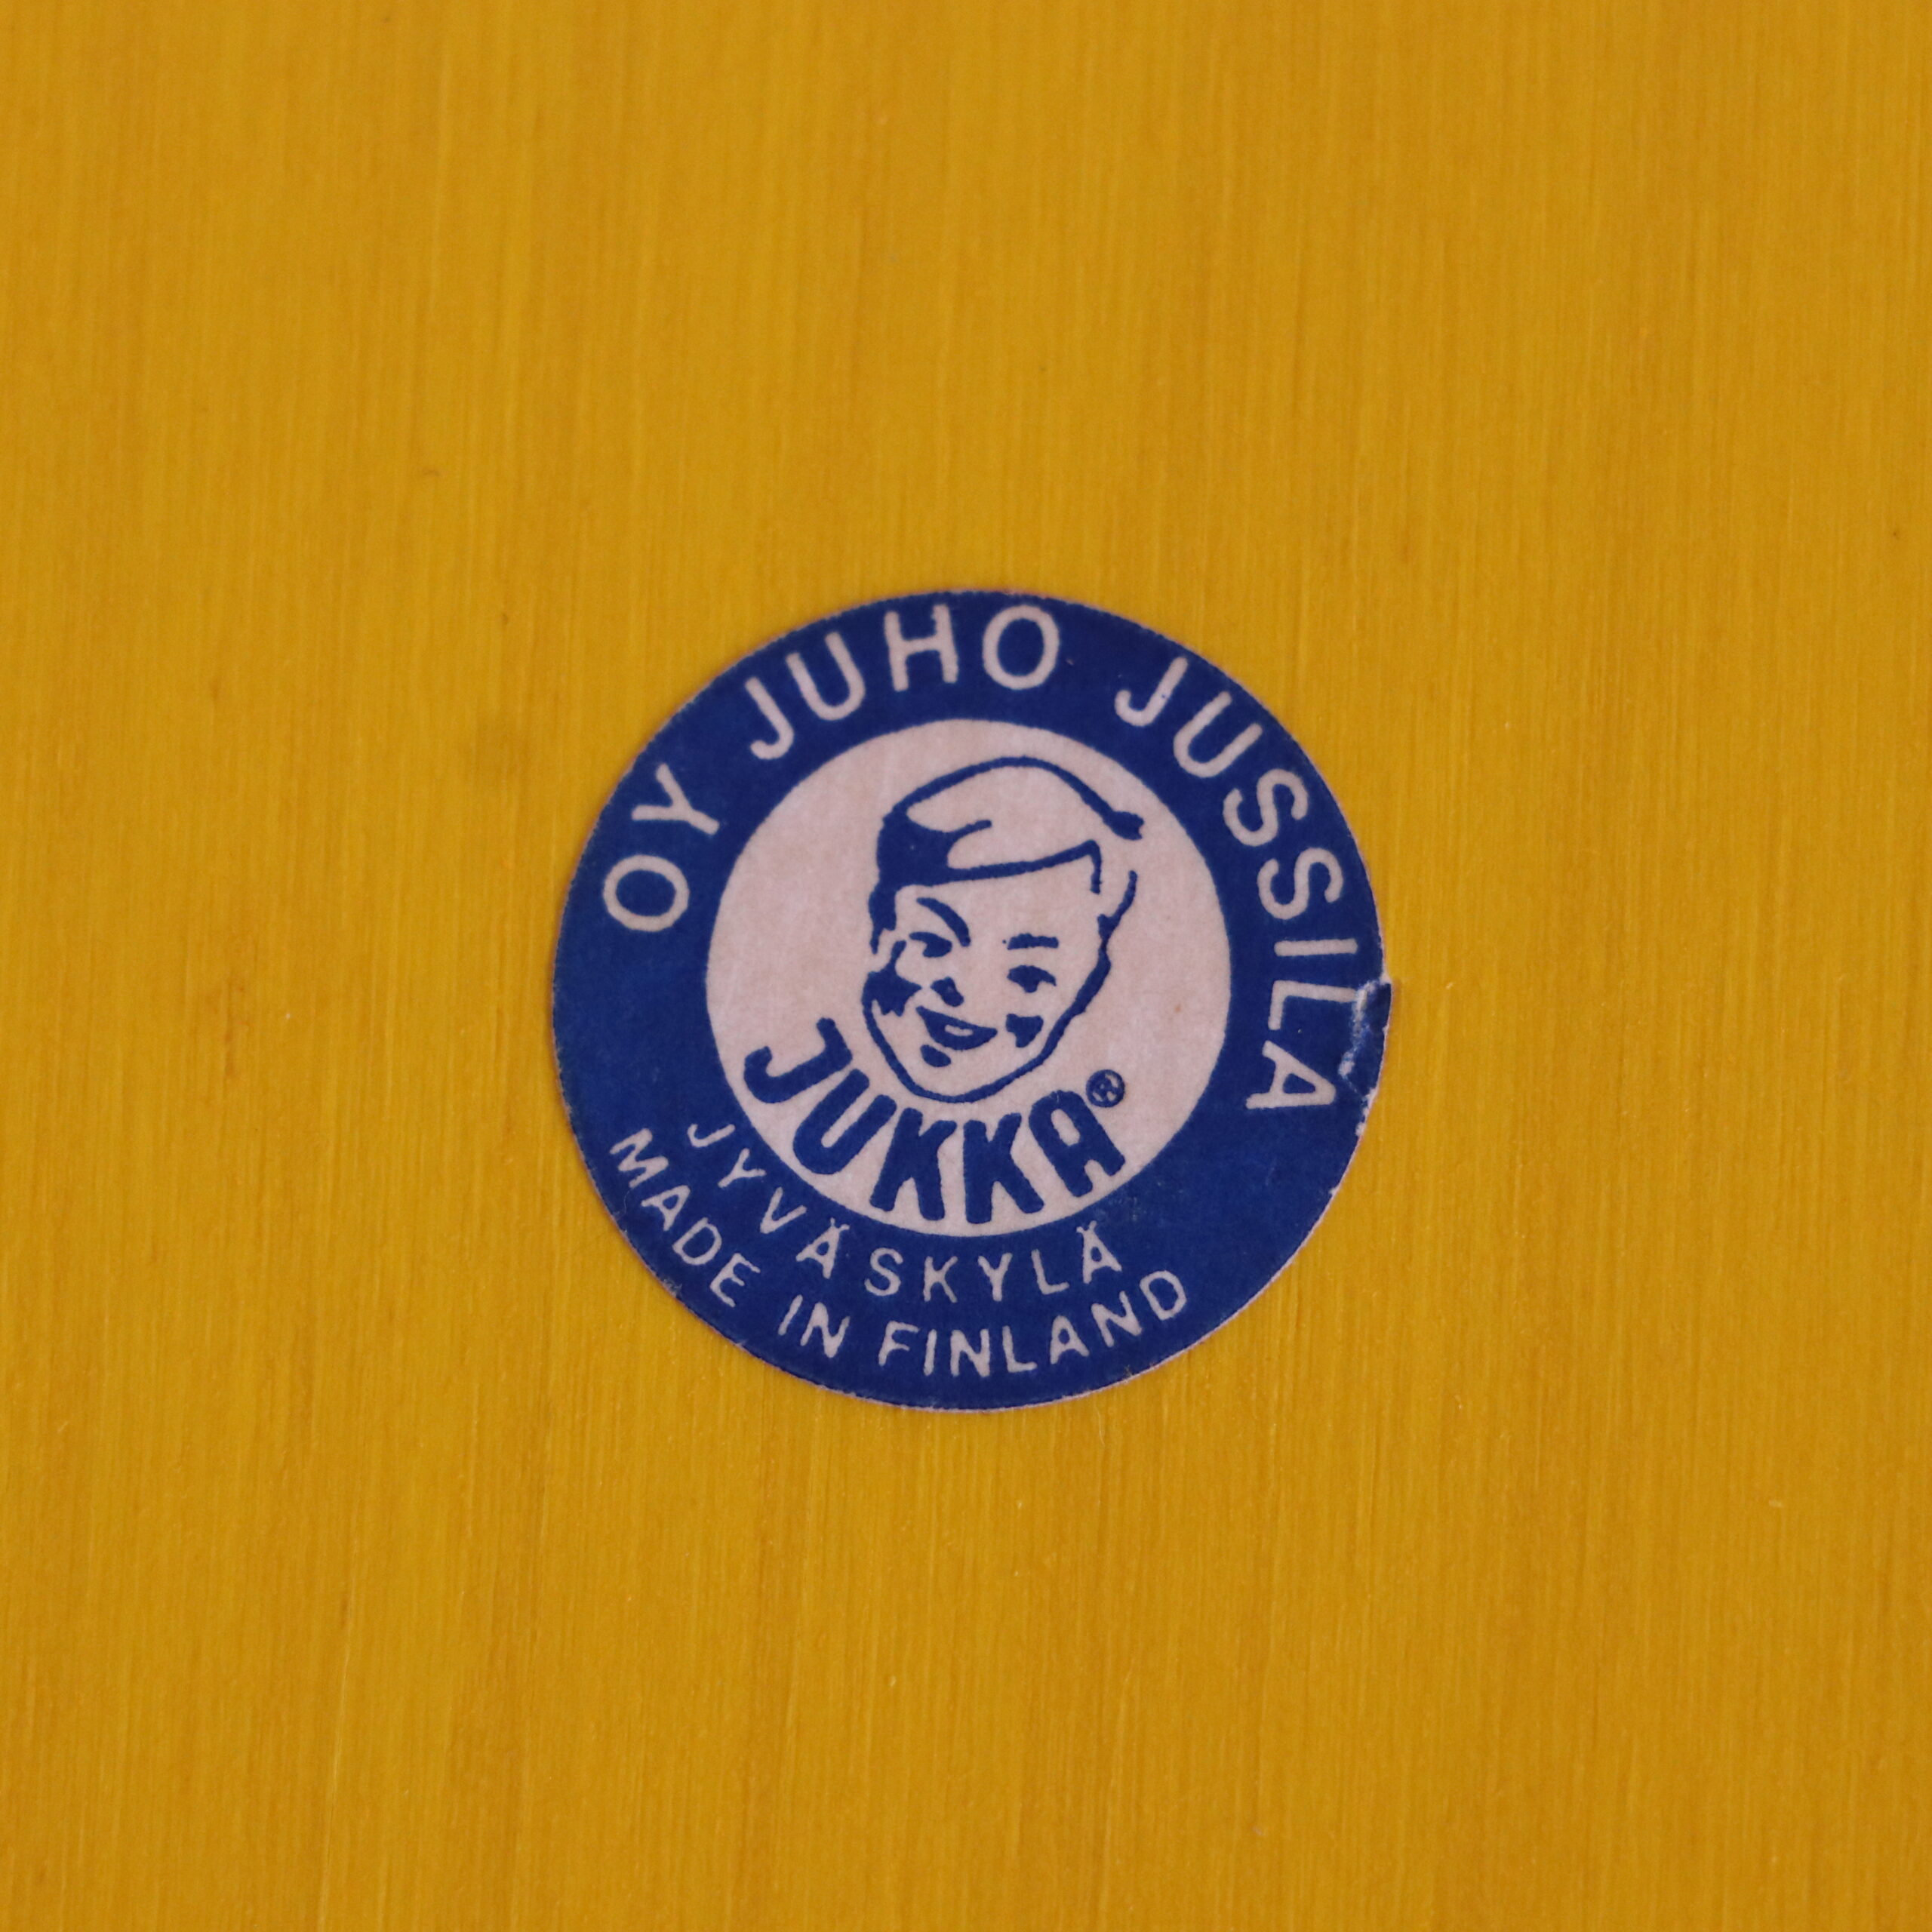 OY JUHO JUSSILA
JUKKA®
JYVÄSKYLÄ
MADE IN FINLAND